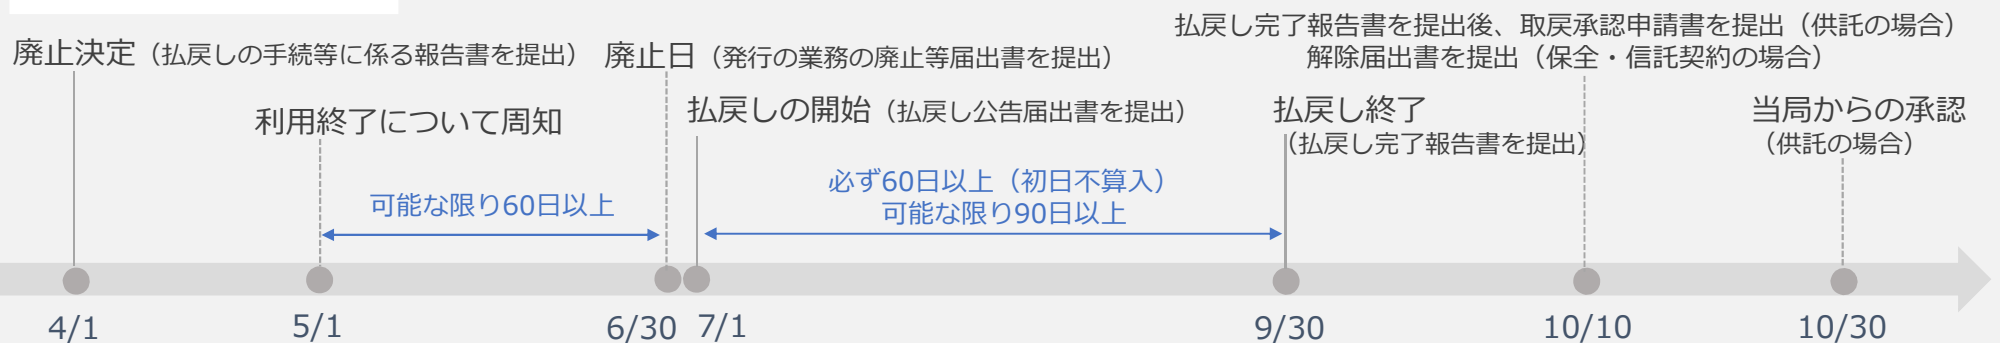 払戻し完了報告書を提出後、取戻承認申請書を提出（供託の場合）
解除届出書を提出（保全・信託契約の場合）
廃止決定（払戻しの手続等に係る報告書を提出）
廃止日（発行の業務の廃止等届出書を提出）
利用終了について周知
払戻しの開始（払戻し公告届出書を提出）
払戻し終了
（払戻し完了報告書を提出）
当局からの承認
（供託の場合）
可能な限り60日以上
必ず60日以上（初日不算入）
可能な限り90日以上
4/1
5/1
6/30
7/1
9/30
10/10
10/30